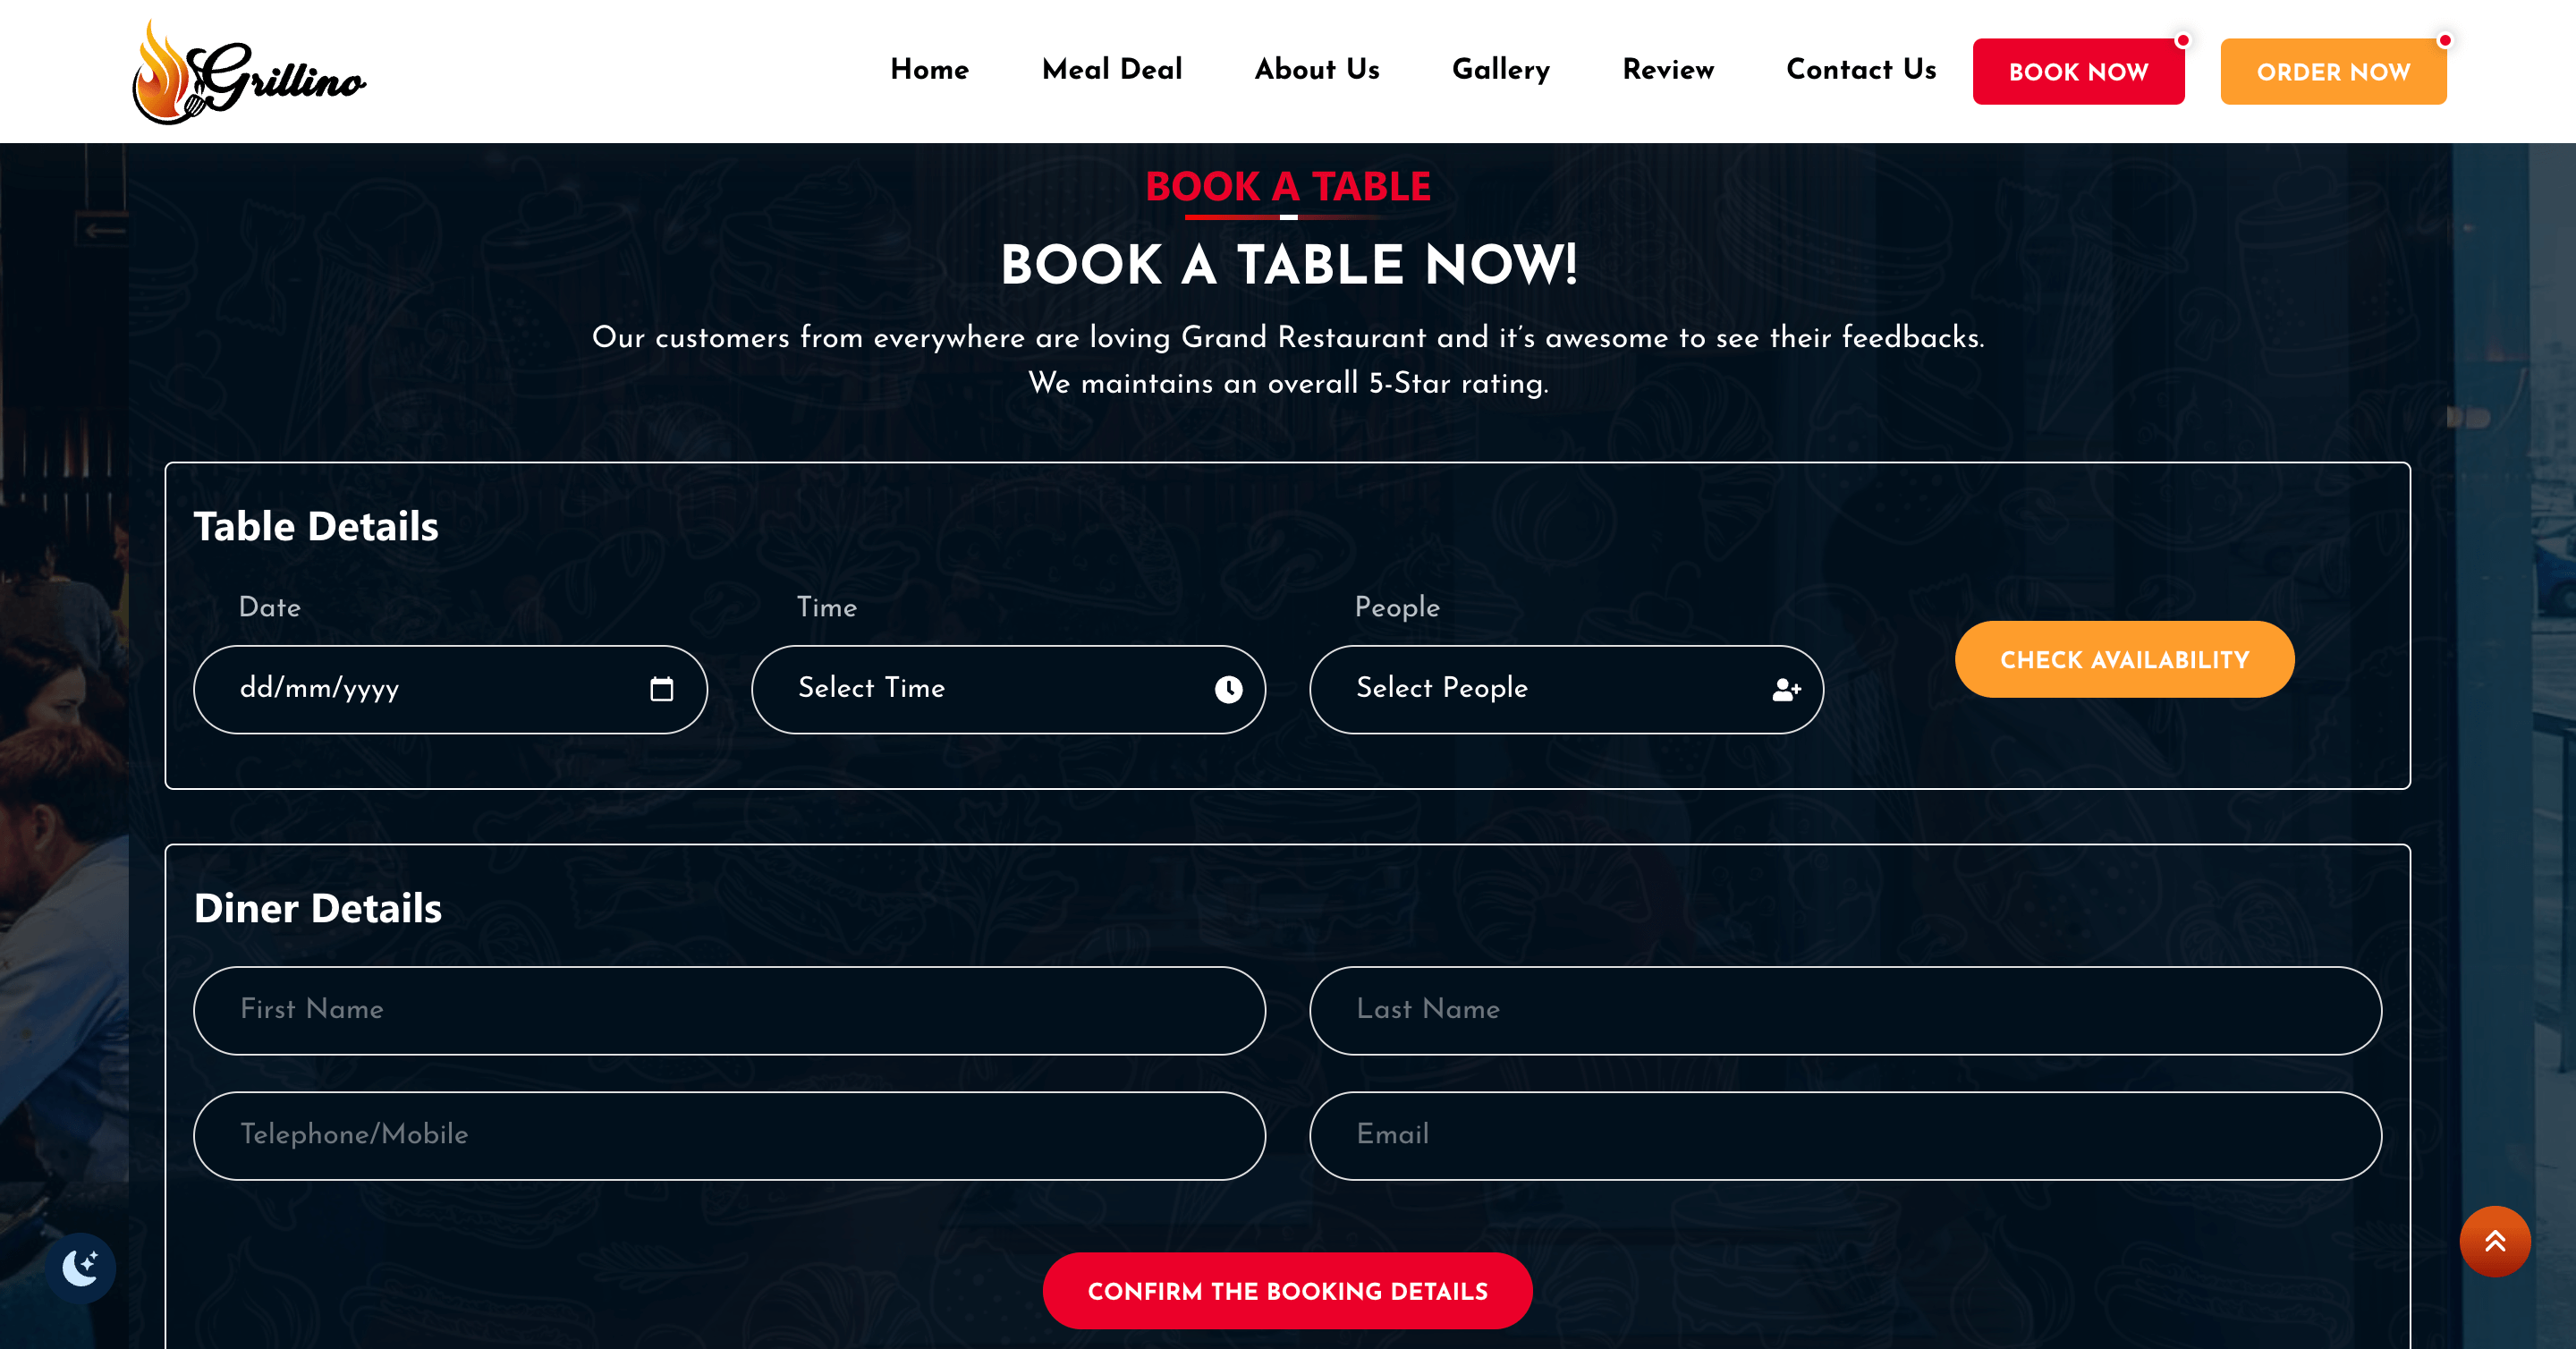 Grillino
Home Meal Deal About Us Gallery Review Contact Us BOOK NOW ORDER NOW
BOOK A TABLE
BOOK A TABLE NOW!
Our customers from everywhere are loving Grand Restaurant and it’s awesome to see their feedbacks.
We maintains an overall 5-Star rating.
Table Details
Date Time People
dd/mm/yyyy Select Time Select People CHECK AVAILABILITY
Diner Details
First Name Last Name
Telephone/Mobile Email
CONFIRM THE BOOKING DETAILS